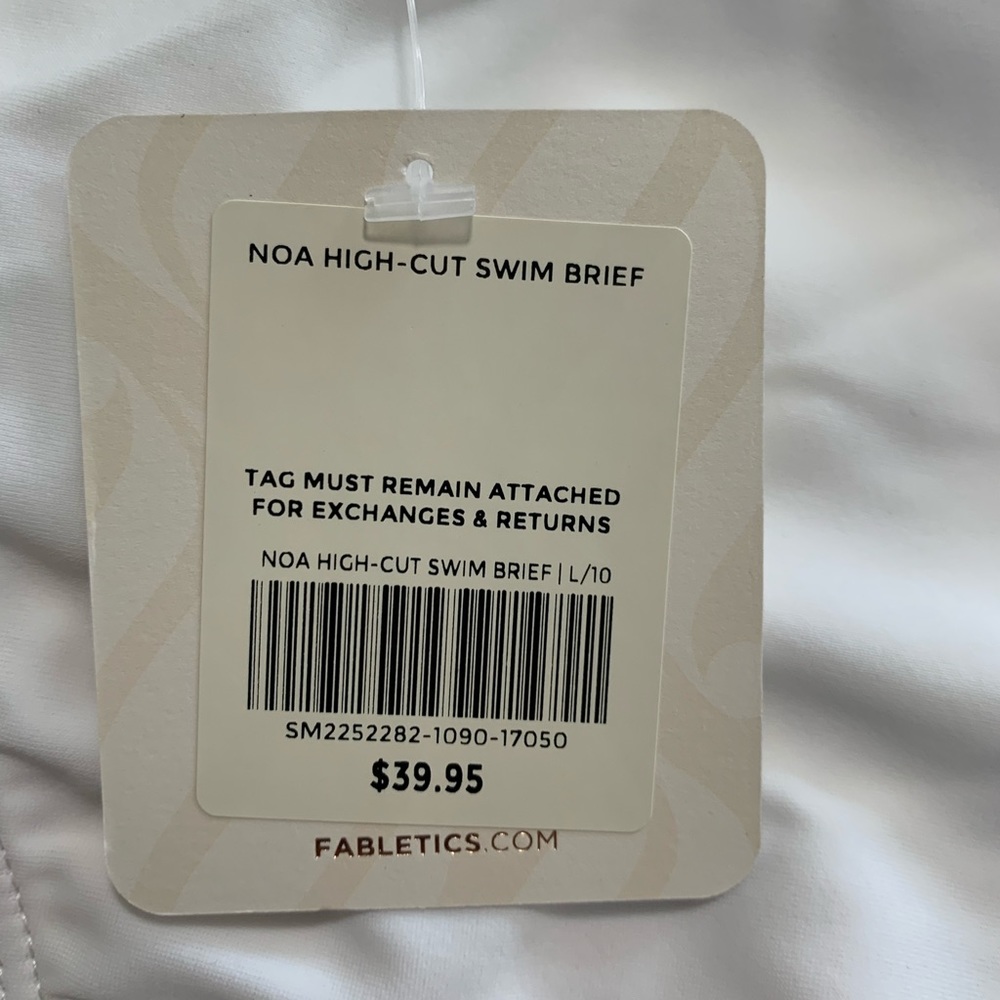 NOA HIGH-CUT SWIM BRIEF
TAG MUST REMAIN ATTACHED
FOR EXCHANGES & RETURNS
NOA HIGH-CUT SWIM BRIEF | L/10
SM2252282-1090-17050
$39.95
FABLETICS.COM